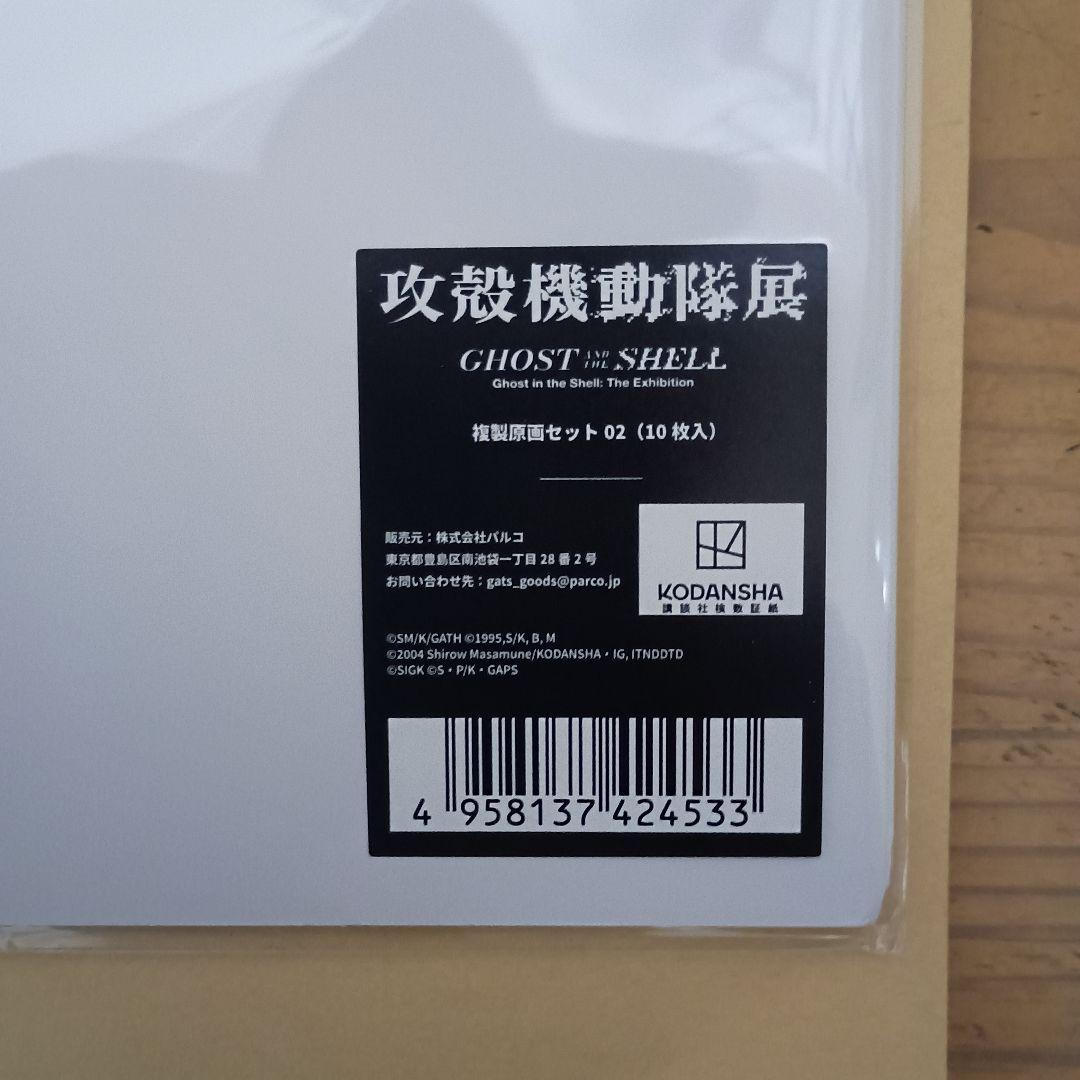 攻殻機動隊展
GHOST AND THE SHELL
Ghost in the Shell: The Exhibition
複製原画セット 02（10 枚入）
販売元：株式会社パルコ
東京都豊島区南池袋一丁目 28 番 2 号
お問い合わせ先：gats_goods@parco.jp
KODANSHA
講談社検数証紙
©SM/K/GATH ©1995,S/K, B, M
©2004 Shirow Masamune/KODANSHA・IG, ITNDDTD
©SIGK ©S・P/K・GAPS
4 958137 424533